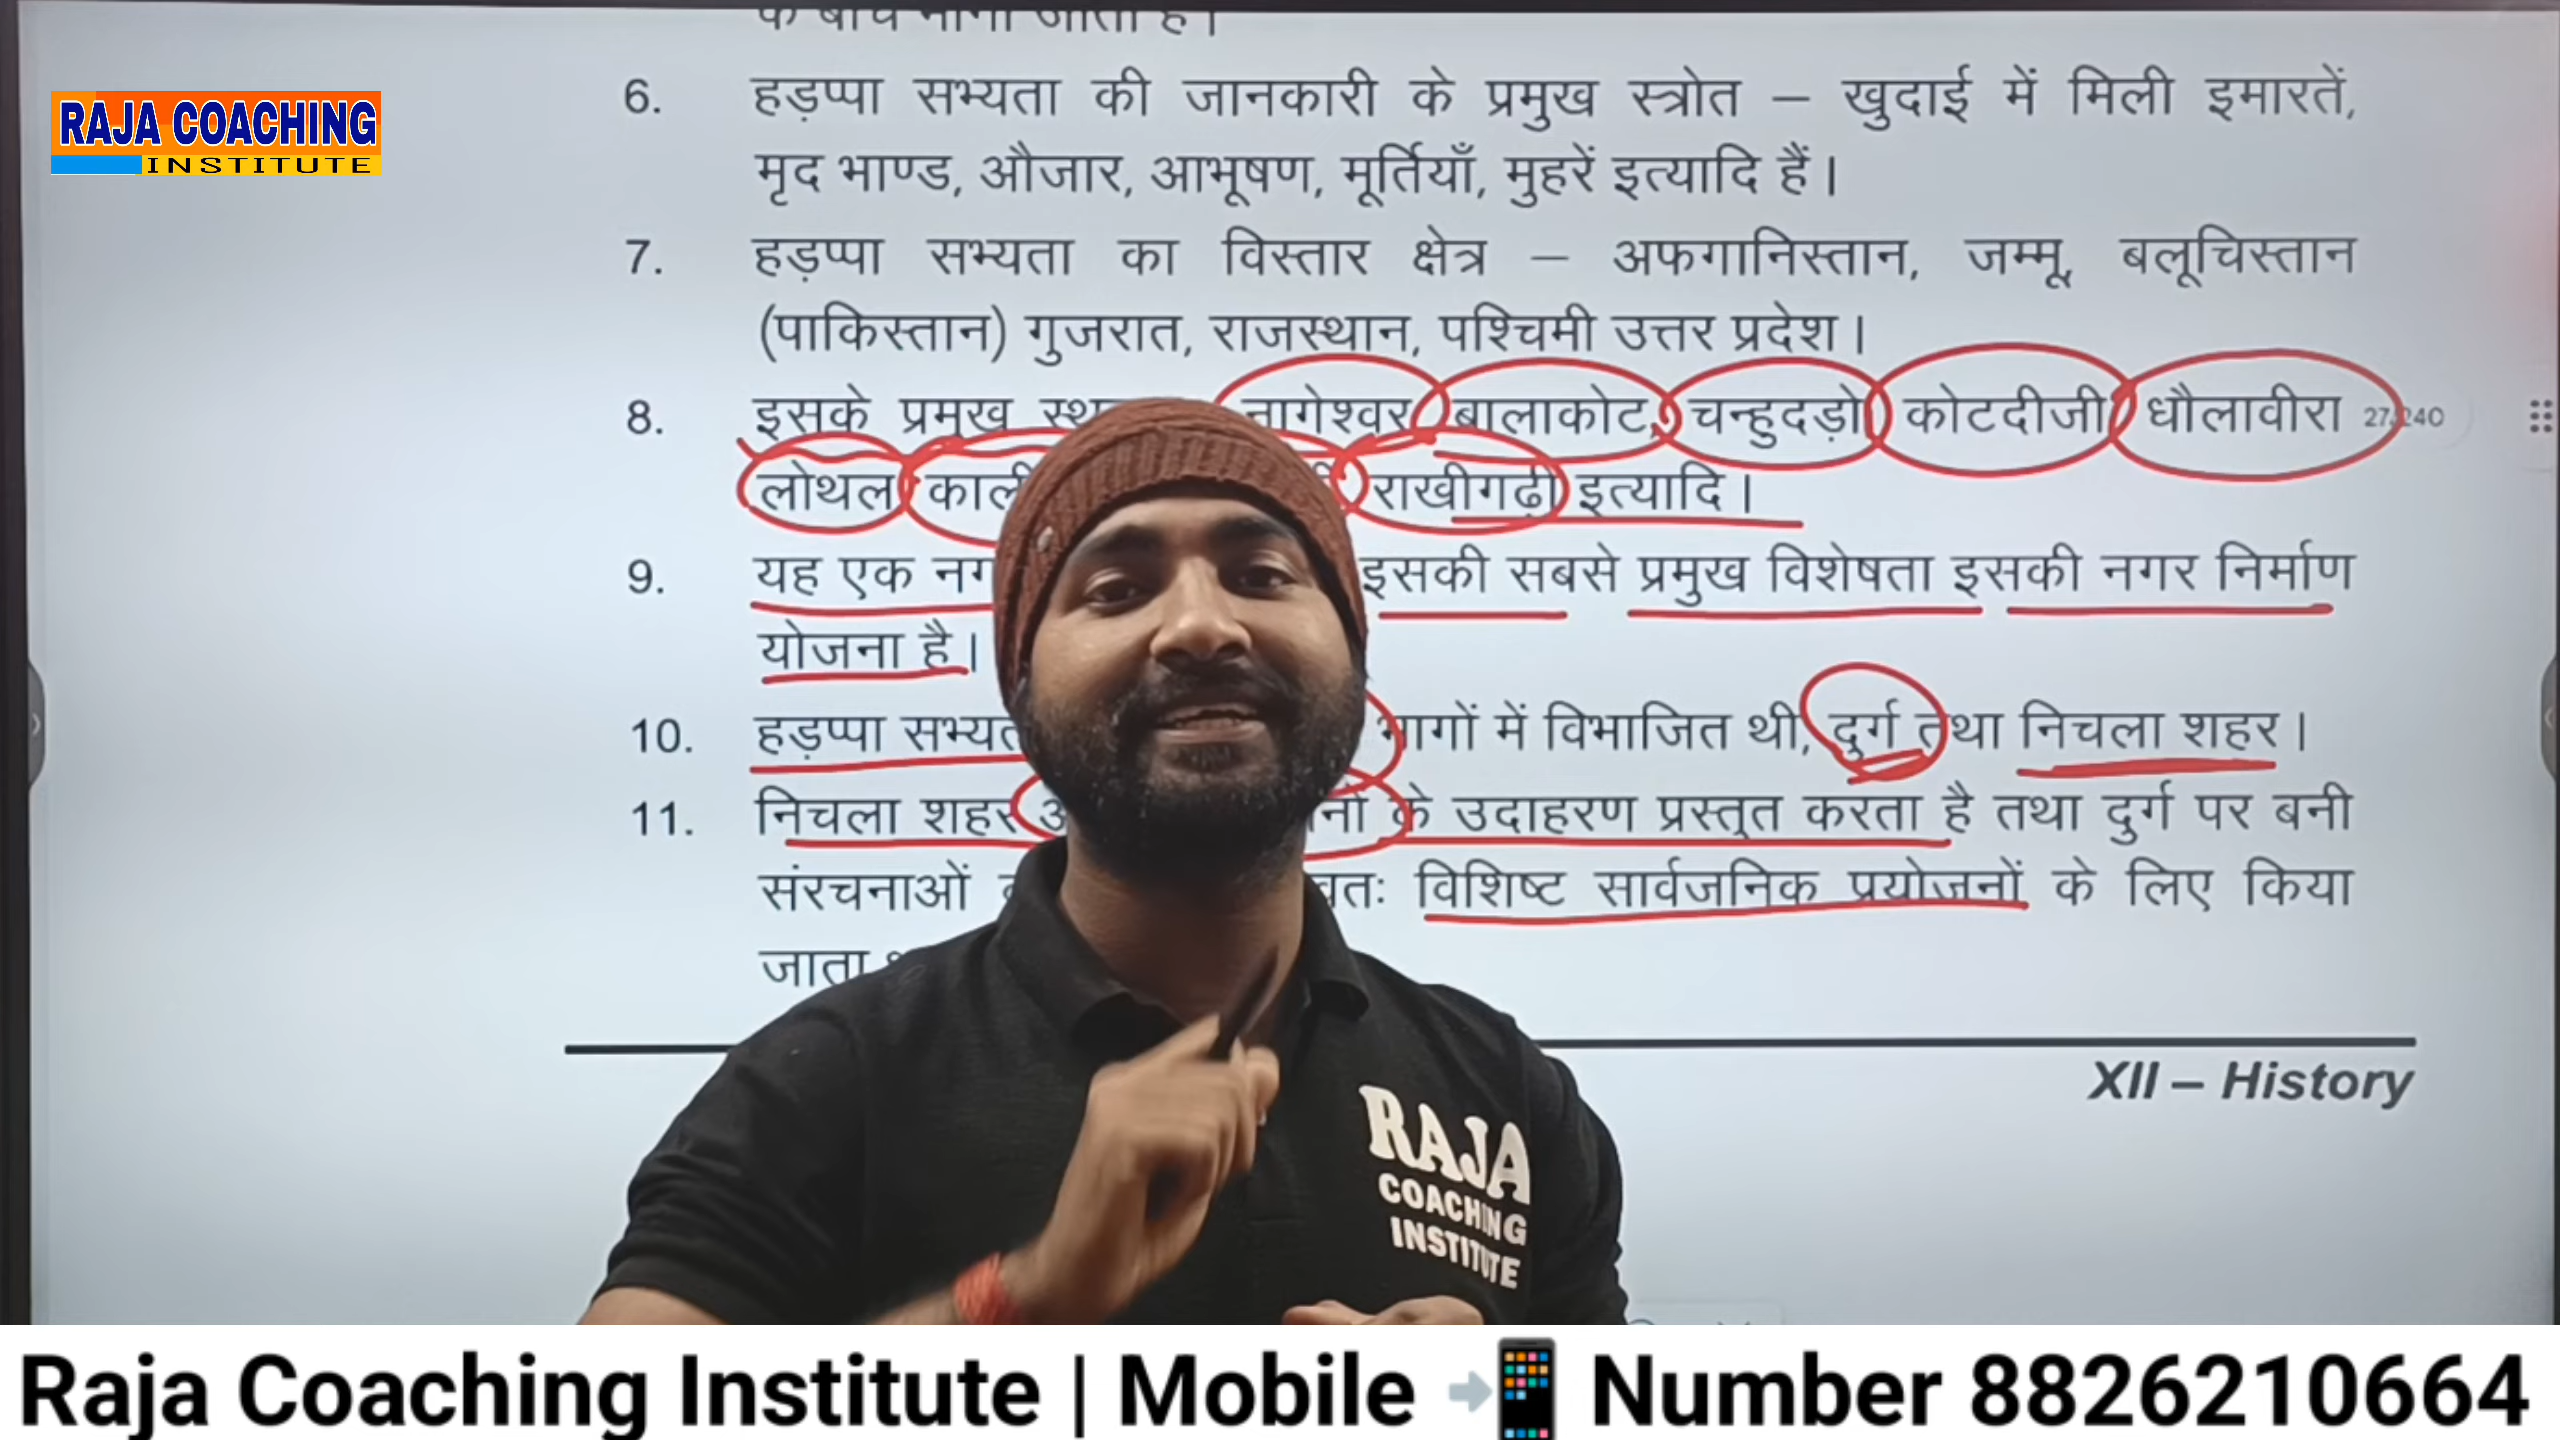 RAJA COACHING
INSTITUTE
6. हड़प्पा सभ्यता की जानकारी के प्रमुख स्त्रोत – खुदाई में मिली इमारतें,
मृद भाण्ड, औजार, आभूषण, मूर्तियाँ, मुहरें इत्यादि हैं।
7. हड़प्पा सभ्यता का विस्तार क्षेत्र – अफगानिस्तान, जम्मू, बलूचिस्तान
(पाकिस्तान) गुजरात, राजस्थान, पश्चिमी उत्तर प्रदेश।
8. इसके प्रमुख नागेश्वर, बालाकोट, चन्हुदड़ो, कोटदीजी, धौलावीरा
लोथल, राखीगढ़ी इत्यादि।
9. यह एक इसकी सबसे प्रमुख विशेषता इसकी नगर निर्माण
योजना है।
10. हड़प्पा भागों में विभाजित थी, दुर्ग तथा निचला शहर।
11. निचला शहर के उदाहरण प्रस्तुत करता है तथा दुर्ग पर बनी
संरचनाओं विशिष्ट सार्वजनिक प्रयोजनों के लिए किया
जाता
XII – History
RAJA
COACHING
INSTITUTE
Raja Coaching Institute | Mobile Number 8826210664